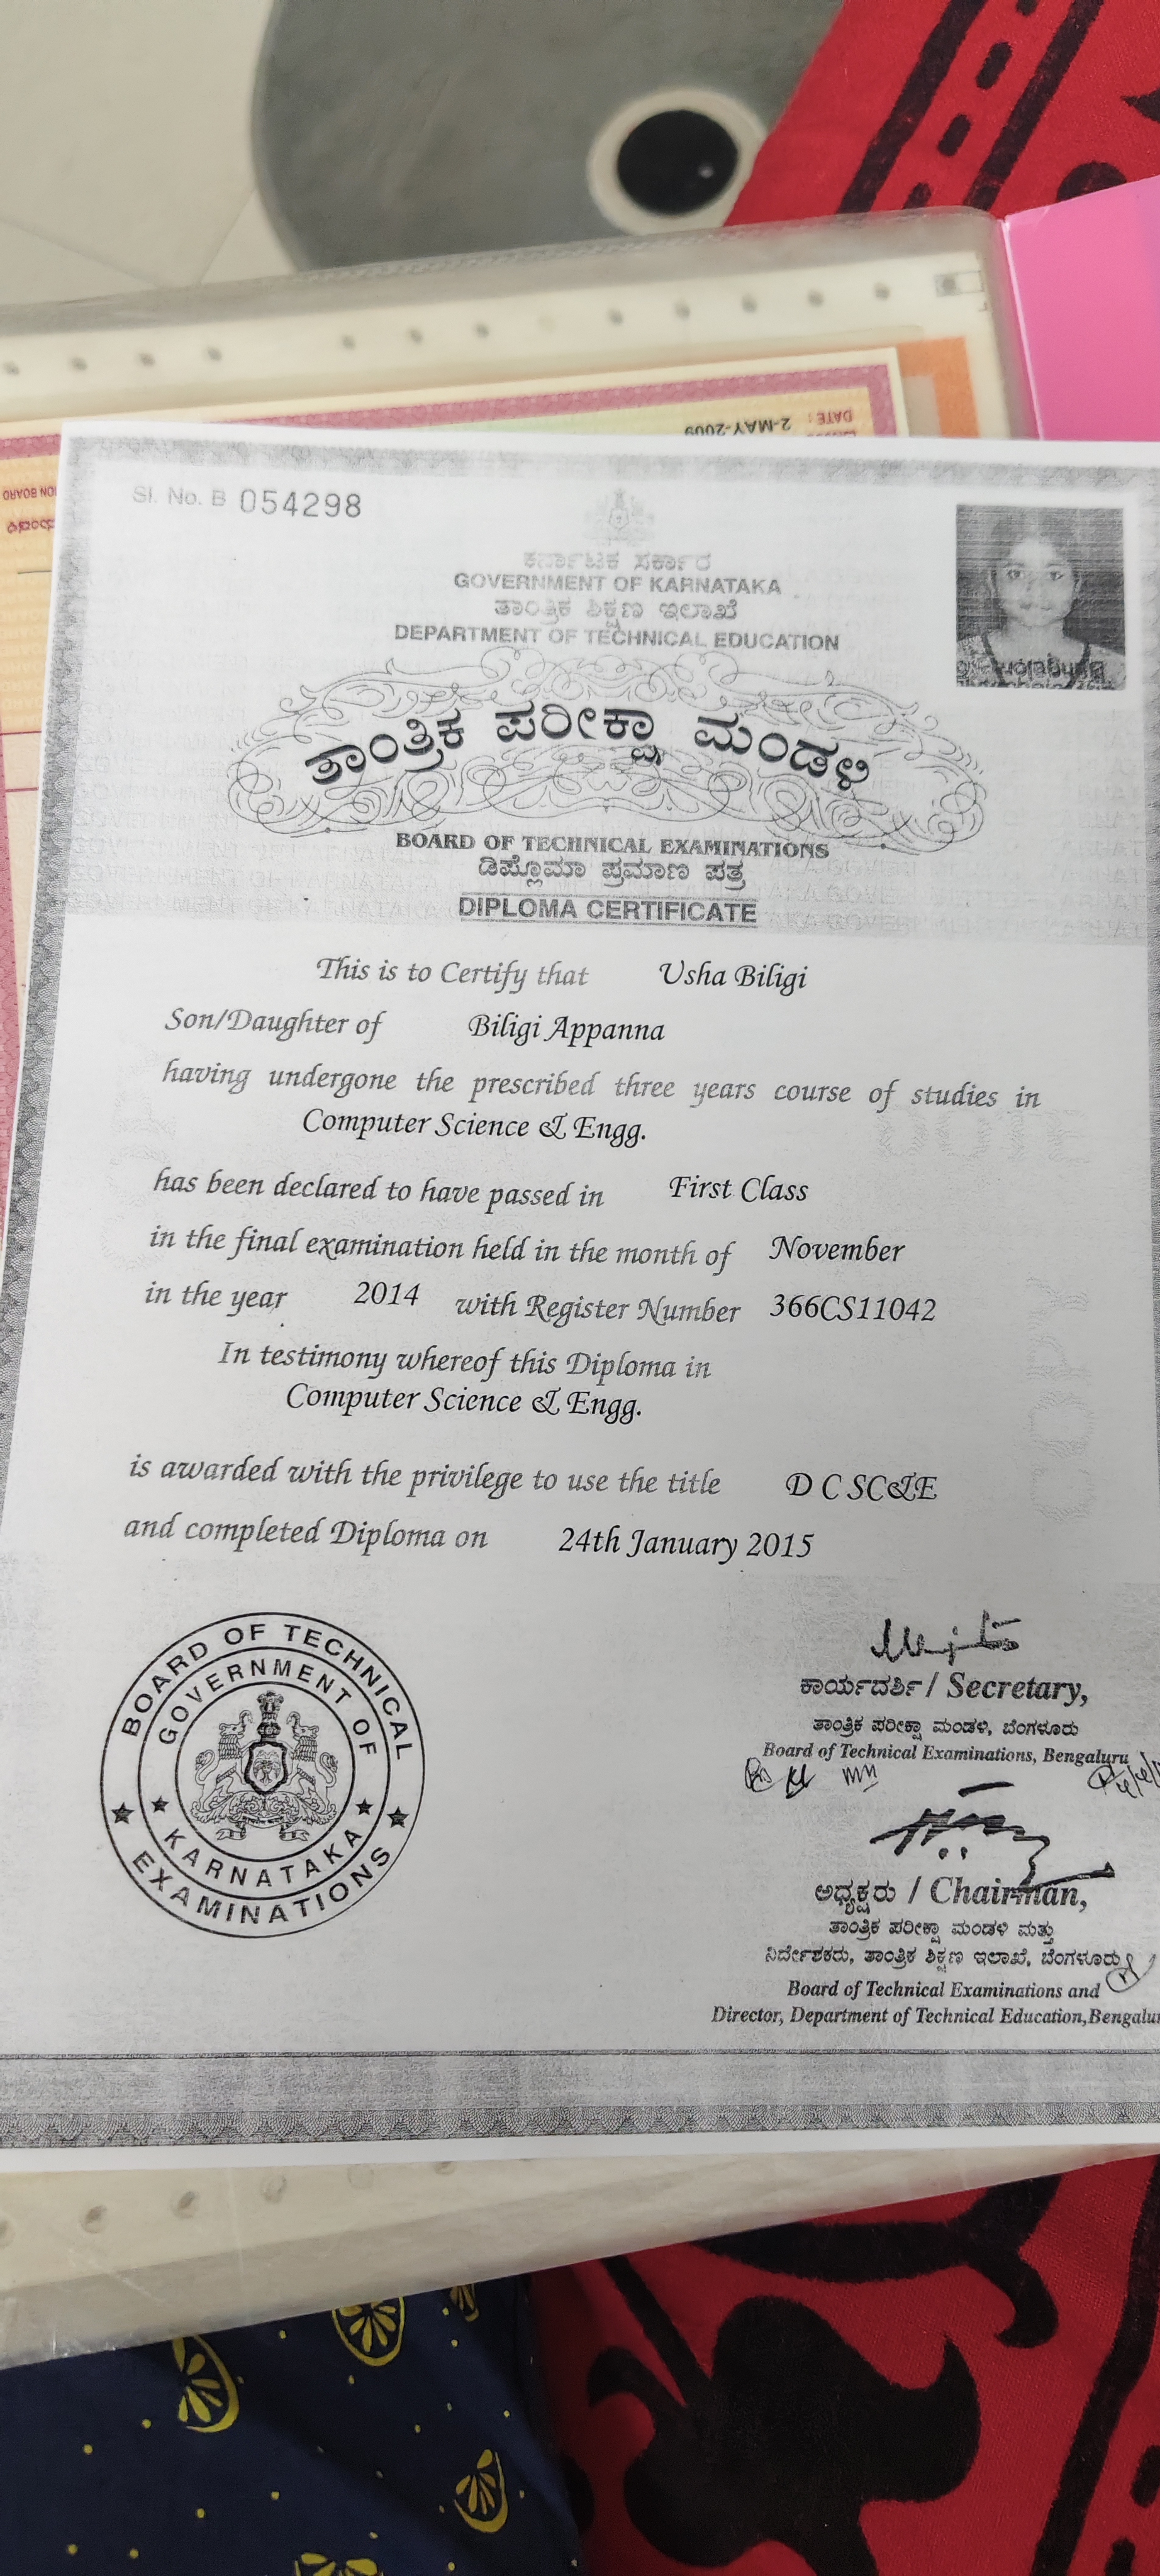 DATE: 2-MAY-2009
Sl. No. B 054298
ಕರ್ನಾಟಕ ಸರ್ಕಾರ
GOVERNMENT OF KARNATAKA
ತಾಂತ್ರಿಕ ಶಿಕ್ಷಣ ಇಲಾಖೆ
DEPARTMENT OF TECHNICAL EDUCATION
ತಾಂತ್ರಿಕ ಪರೀಕ್ಷಾ ಮಂಡಳಿ
BOARD OF TECHNICAL EXAMINATIONS
ಡಿಪ್ಲೊಮಾ ಪ್ರಮಾಣ ಪತ್ರ
DIPLOMA CERTIFICATE
This is to Certify that Usha Biligi
Son/Daughter of Biligi Appanna
having undergone the prescribed three years course of studies in
Computer Science & Engg.
has been declared to have passed in First Class
in the final examination held in the month of November
in the year 2014 with Register Number 366CS11042
In testimony whereof this Diploma in
Computer Science & Engg.
is awarded with the privilege to use the title D C SC&E
and completed Diploma on 24th January 2015
BOARD OF TECHNICAL EXAMINATIONS
GOVERNMENT OF KARNATAKA
ಕಾರ್ಯದರ್ಶಿ / Secretary,
ತಾಂತ್ರಿಕ ಪರೀಕ್ಷಾ ಮಂಡಳಿ, ಬೆಂಗಳೂರು
Board of Technical Examinations, Bengaluru
ಅಧ್ಯಕ್ಷರು / Chairman,
ತಾಂತ್ರಿಕ ಪರೀಕ್ಷಾ ಮಂಡಳಿ ಮತ್ತು
ನಿರ್ದೇಶಕರು, ತಾಂತ್ರಿಕ ಶಿಕ್ಷಣ ಇಲಾಖೆ, ಬೆಂಗಳೂರು
Board of Technical Examinations and
Director, Department of Technical Education,Bengalu